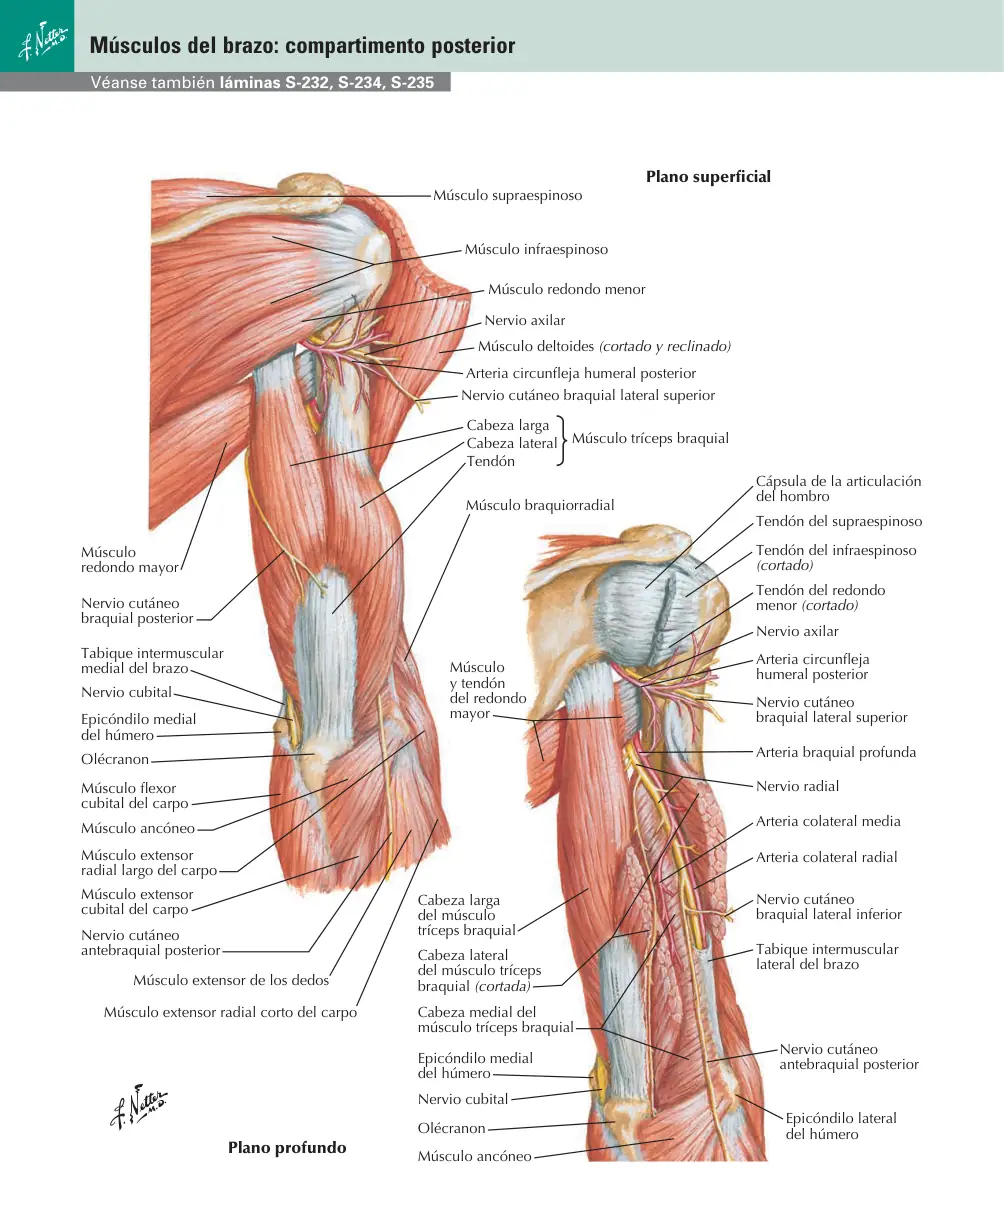 F. Netter M.D.
Músculos del brazo: compartimento posterior
Véanse también láminas S-232, S-234, S-235
Plano superficial
Músculo supraespinoso
Músculo infraespinoso
Músculo redondo menor
Nervio axilar
Músculo deltoides (cortado y reclinado)
Arteria circunfleja humeral posterior
Nervio cutáneo braquial lateral superior
Cabeza larga
Cabeza lateral
Tendón
Músculo tríceps braquial
Músculo braquiorradial
Músculo
redondo mayor
Nervio cutáneo
braquial posterior
Tabique intermuscular
medial del brazo
Nervio cubital
Epicóndilo medial
del húmero
Olécranon
Músculo flexor
cubital del carpo
Músculo ancóneo
Músculo extensor
radial largo del carpo
Músculo extensor
cubital del carpo
Nervio cutáneo
antebraquial posterior
Músculo extensor de los dedos
Músculo extensor radial corto del carpo
Cápsula de la articulación
del hombro
Tendón del supraespinoso
Tendón del infraespinoso
(cortado)
Tendón del redondo
menor (cortado)
Nervio axilar
Arteria circunfleja
humeral posterior
Nervio cutáneo
braquial lateral superior
Arteria braquial profunda
Nervio radial
Arteria colateral media
Arteria colateral radial
Nervio cutáneo
braquial lateral inferior
Tabique intermuscular
lateral del brazo
Nervio cutáneo
antebraquial posterior
Epicóndilo lateral
del húmero
Músculo
y tendón
del redondo
mayor
Cabeza larga
del músculo
tríceps braquial
Cabeza lateral
del músculo tríceps
braquial (cortada)
Cabeza medial del
músculo tríceps braquial
Epicóndilo medial
del húmero
Nervio cubital
Olécranon
Músculo ancóneo
F. Netter M.D.
Plano profundo